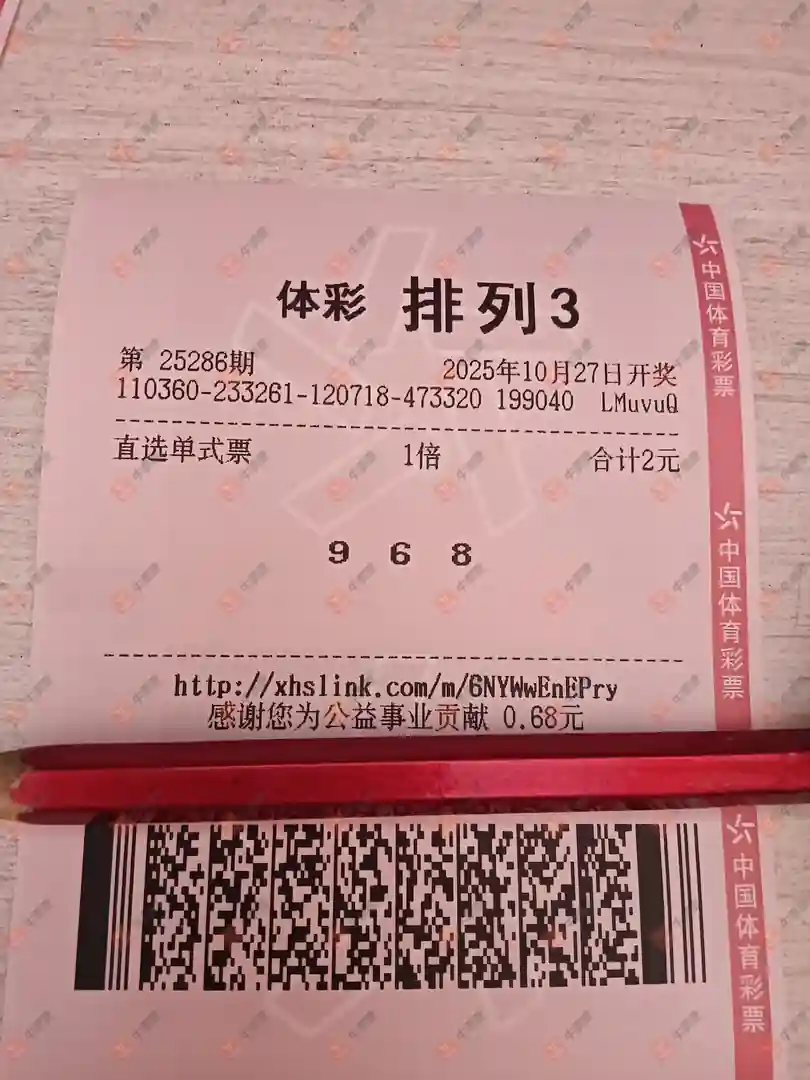 体彩 排列3
第 25286期 2025年10月27日开奖
110360-233261-120718-473320 199040 LMuvuQ
直选单式票 1倍 合计2元
9 6 8
http://xhslink.com/m/6NYWwEnEPry
感谢您为公益事业贡献 0.68元
中国体育彩票
中国体育彩票
中国体育彩票